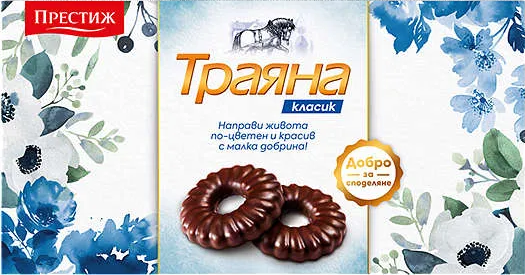 ПРЕСТИЖ
Траяна
класик
Направи живота
по-цветен и красив
с малка добрина!
Добро
за
споделяне